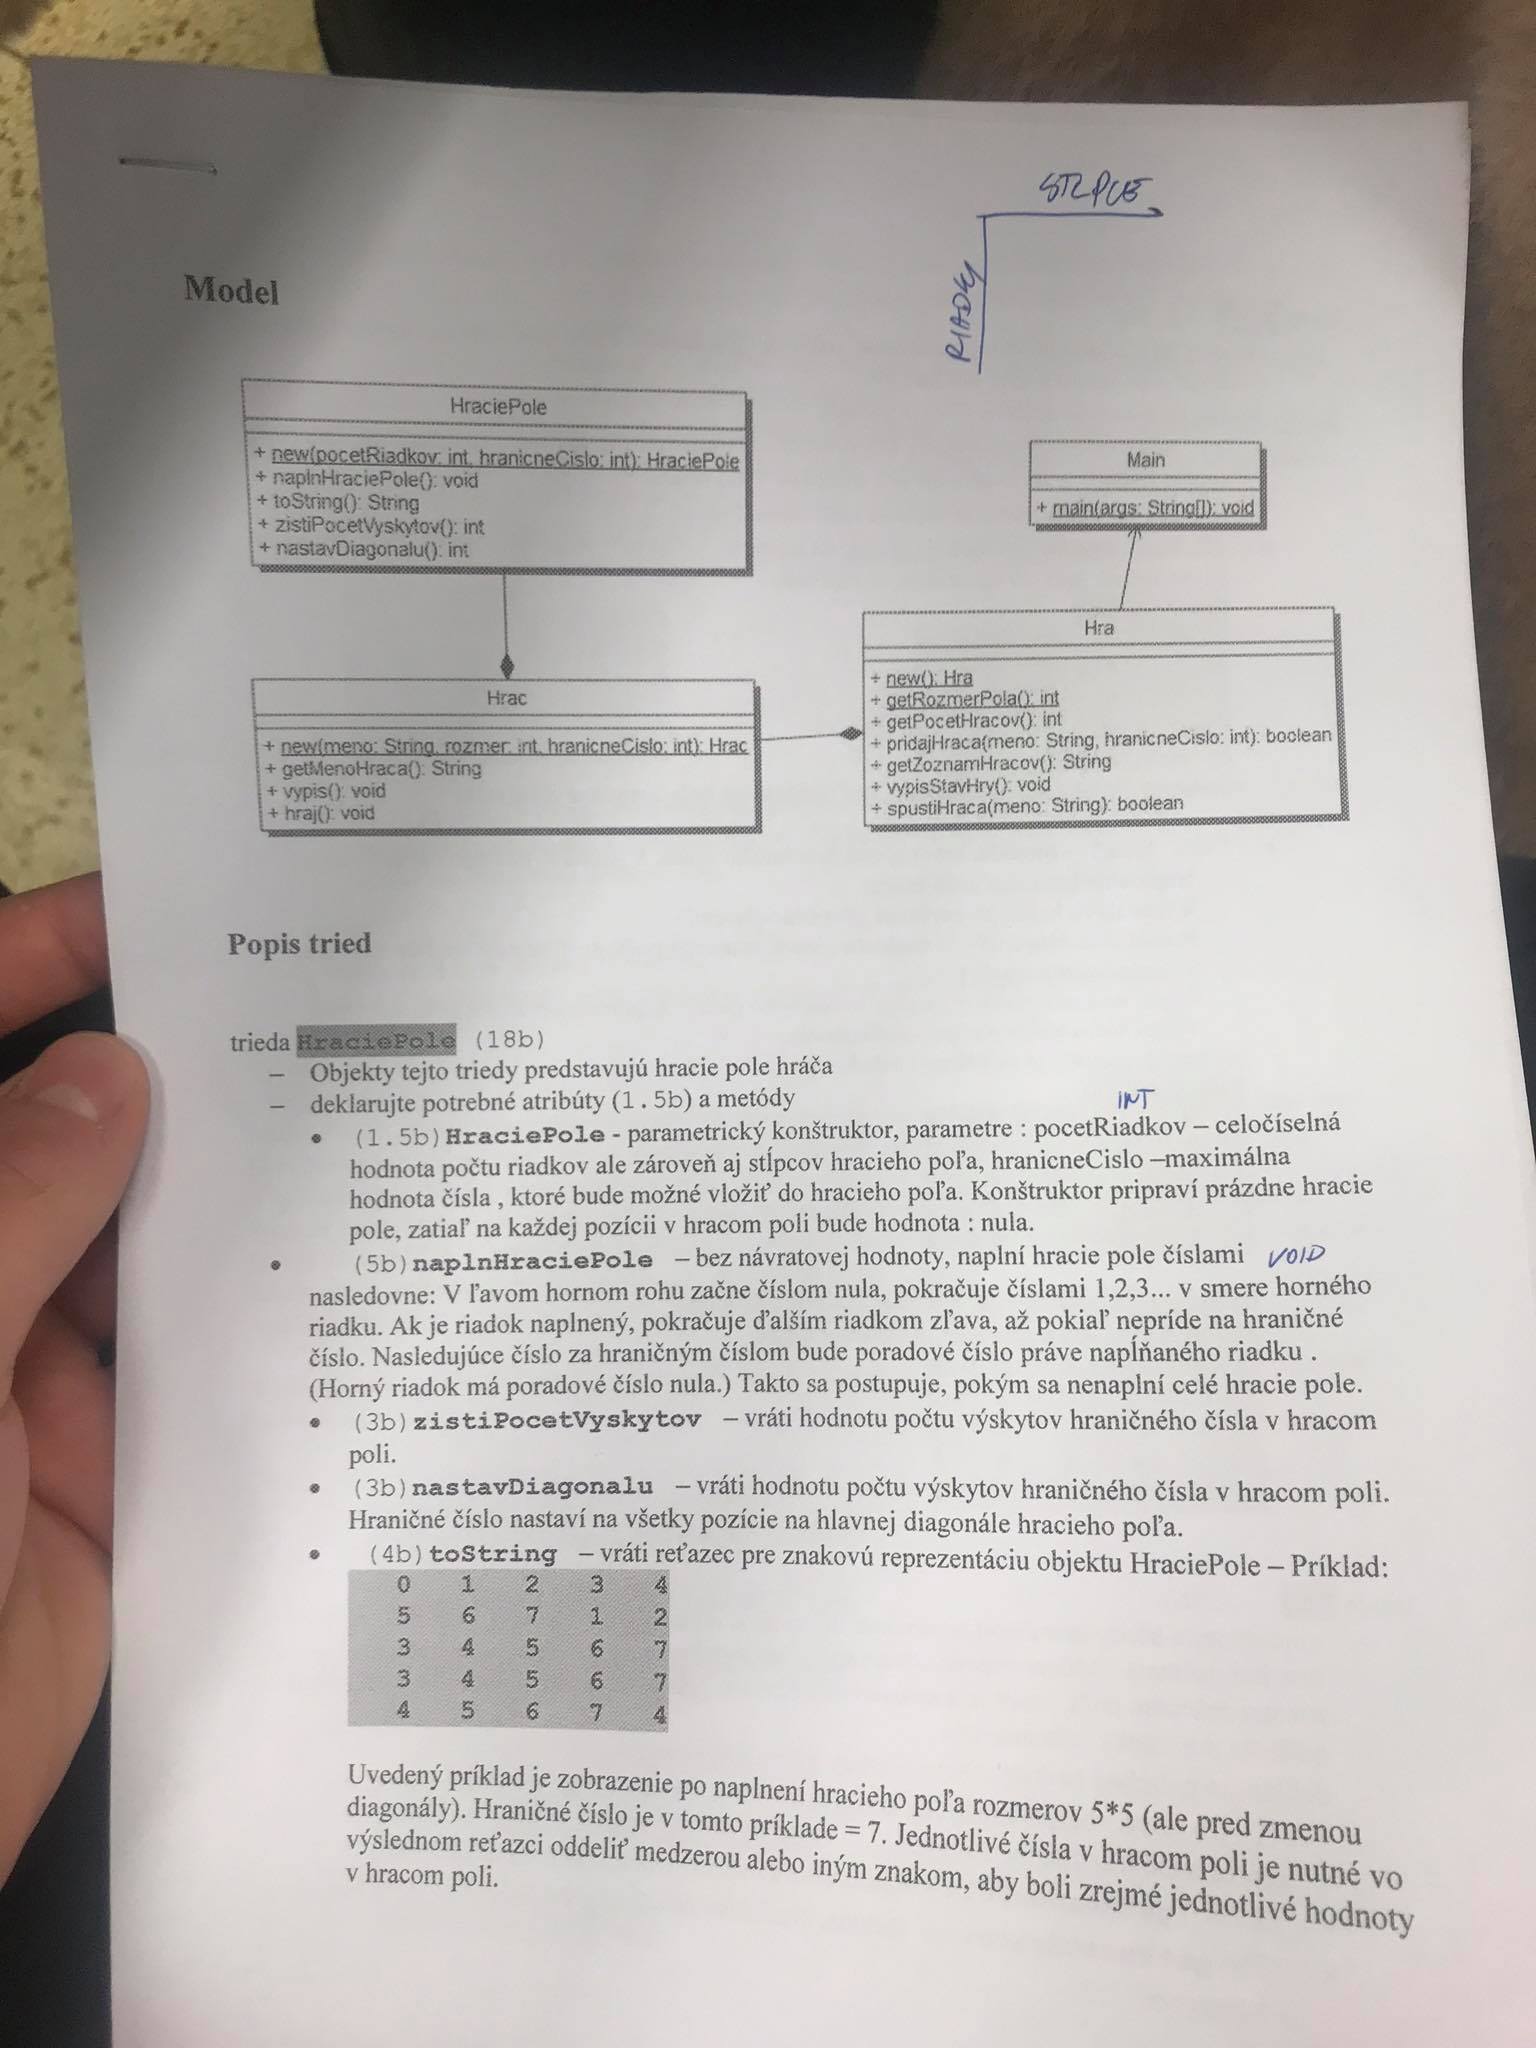 STLPCE
RIADKY
Model
HraciePole
+ new(pocetRiadkov: int, hranicneCislo: int): HraciePole
+ naplnHraciePole(): void
+ toString(): String
+ zistiPocetVyskytov(): int
+ nastavDiagonalu(): int
Main
+ main(args: String[]): void
Hra
+ new(): Hra
+ getRozmerPola(): int
+ getPocetHracov(): int
+ pridajHraca(meno: String, hranicneCislo: int): boolean
+ getZoznamHracov(): String
+ vypisStavHry(): void
+ spustiHraca(meno: String): boolean
Hrac
+ new(meno: String, rozmer: int, hranicneCislo: int): Hrac
+ getMenoHraca(): String
+ vypis(): void
+ hraj(): void
Popis tried
trieda HraciePole (18b)
– Objekty tejto triedy predstavujú hracie pole hráča
– deklarujte potrebné atribúty (1.5b) a metódy
INT
• (1.5b) HraciePole - parametrický konštruktor, parametre : pocetRiadkov – celočíselná
hodnota počtu riadkov ale zároveň aj stĺpcov hracieho poľa, hranicneCislo –maximálna
hodnota čísla , ktoré bude možné vložiť do hracieho poľa. Konštruktor pripraví prázdne hracie
pole, zatiaľ na každej pozícii v hracom poli bude hodnota : nula.
• (5b) naplnHraciePole – bez návratovej hodnoty, naplní hracie pole číslami VOID
nasledovne: V ľavom hornom rohu začne číslom nula, pokračuje číslami 1,2,3... v smere horného
riadku. Ak je riadok naplnený, pokračuje ďalším riadkom zľava, až pokiaľ nepríde na hraničné
číslo. Nasledujúce číslo za hraničným číslom bude poradové číslo práve napĺňaného riadku .
(Horný riadok má poradové číslo nula.) Takto sa postupuje, pokým sa nenaplní celé hracie pole.
• (3b) zistiPocetVyskytov – vráti hodnotu počtu výskytov hraničného čísla v hracom
poli.
• (3b) nastavDiagonalu – vráti hodnotu počtu výskytov hraničného čísla v hracom poli.
Hraničné číslo nastaví na všetky pozície na hlavnej diagonále hracieho poľa.
• (4b) toString – vráti reťazec pre znakovú reprezentáciu objektu HraciePole – Príklad:
0 1 2 3 4
5 6 7 1 2
3 4 5 6 7
3 4 5 6 7
4 5 6 7 4
Uvedený príklad je zobrazenie po naplnení hracieho poľa rozmerov 5*5 (ale pred zmenou
diagonály). Hraničné číslo je v tomto príklade = 7. Jednotlivé čísla v hracom poli je nutné vo
výslednom reťazci oddeliť medzerou alebo iným znakom, aby boli zrejmé jednotlivé hodnoty
v hracom poli.